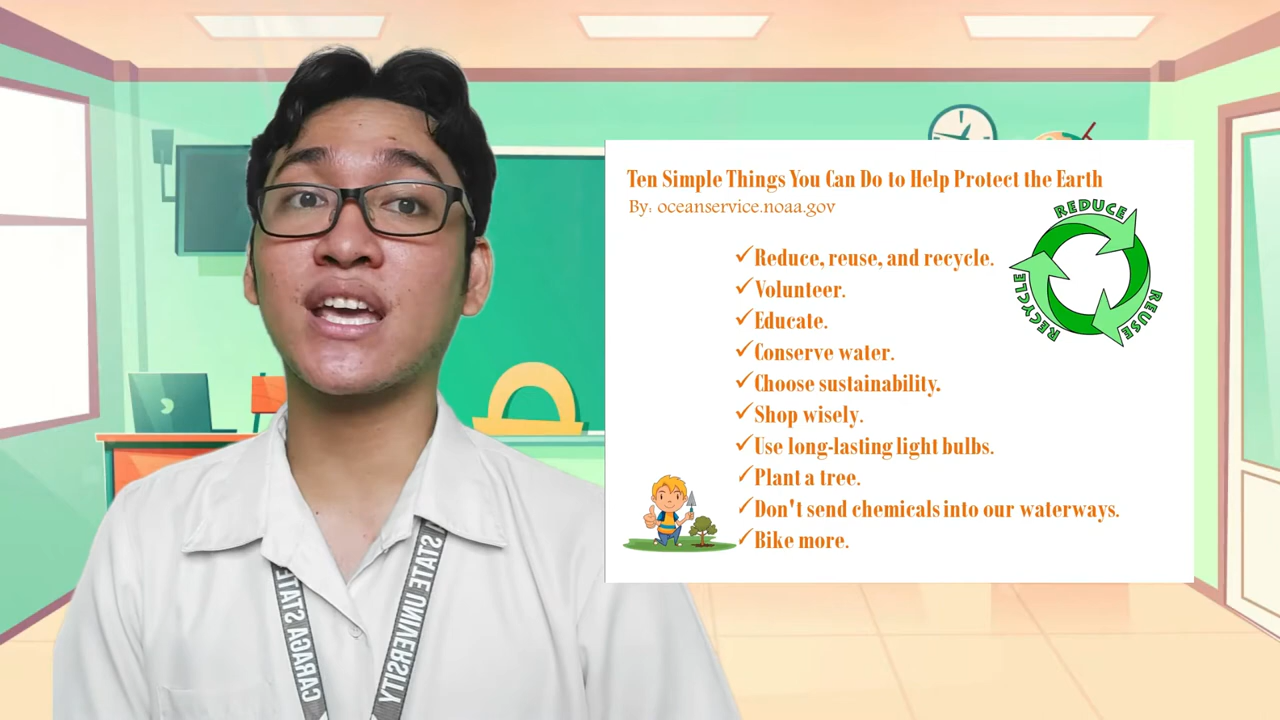 Ten Simple Things You Can Do to Help Protect the Earth
By: oceanservice.noaa.gov
✓Reduce, reuse, and recycle.
✓Volunteer.
✓Educate.
✓Conserve water.
✓Choose sustainability.
✓Shop wisely.
✓Use long-lasting light bulbs.
✓Plant a tree.
✓Don't send chemicals into our waterways.
✓Bike more.
REDUCE
REUSE
RECYCLE
STATE UNIVERSITY
CARAGA STATE